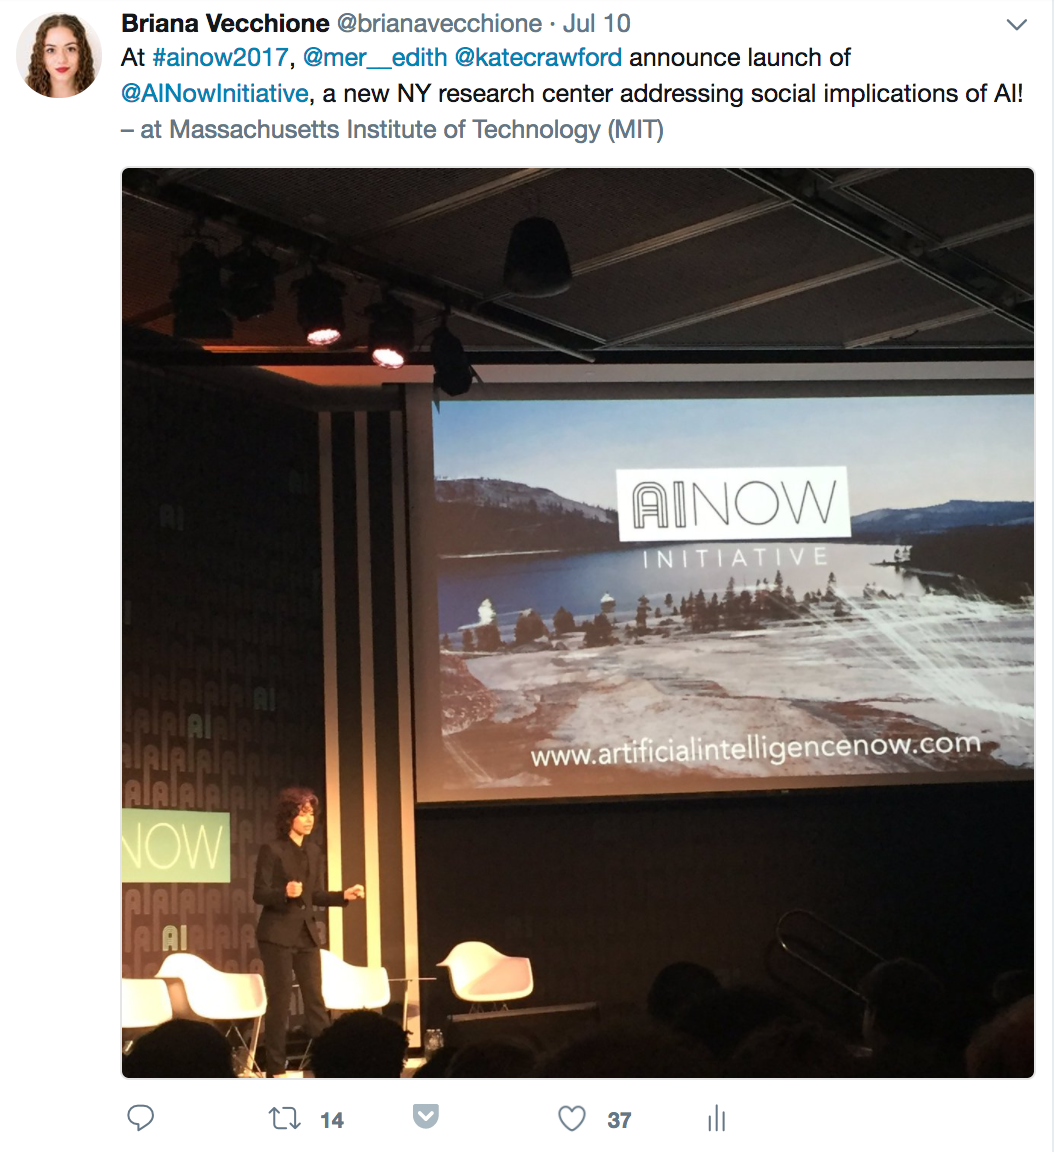 Briana Vecchione @brianavecchione · Jul 10
At #ainow2017, @mer__edith @katecrawford announce launch of
@AINowInitiative, a new NY research center addressing social implications of AI!
– at Massachusetts Institute of Technology (MIT)
AINOW
INITIATIVE
www.artificialintelligencenow.com
AI
AI
AI
NOW
AI
14
37